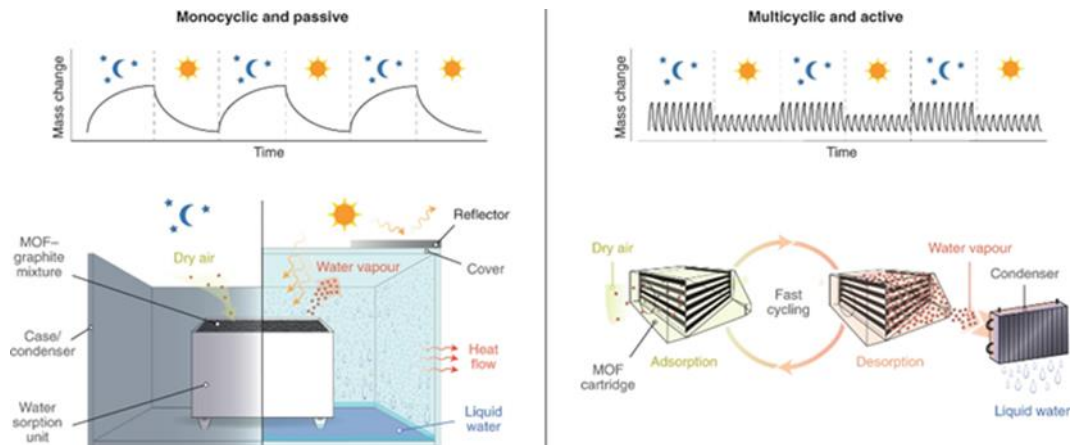 Monocyclic and passive
Mass change
Time
MOF–
graphite
mixture
Dry air
Water vapour
Reflector
Cover
Case/
condenser
Heat
flow
Water
sorption
unit
Liquid
water
Multicyclic and active
Mass change
Time
Dry air
Water vapour
Condenser
Fast
cycling
MOF
cartridge
Adsorption
Desorption
Liquid water